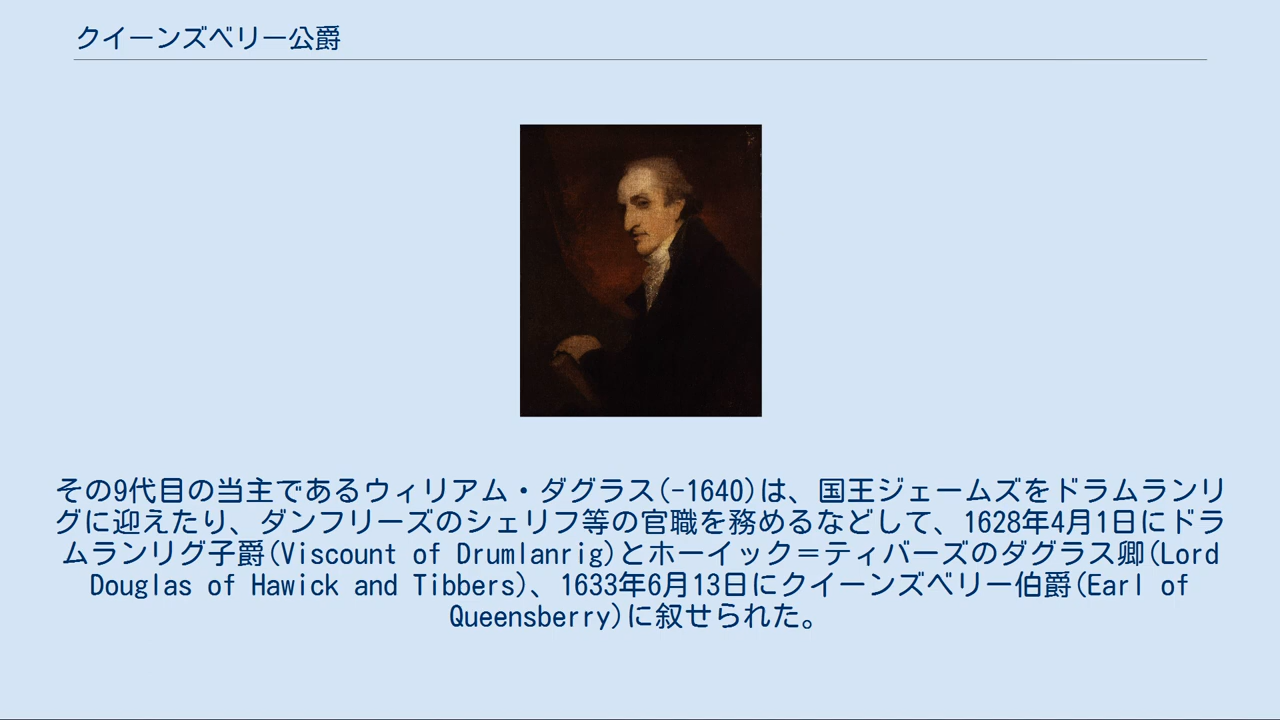 クイーンズベリー公爵
その9代目の当主であるウィリアム・ダグラス(-1640)は、国王ジェームズをドラムランリ
グに迎えたり、ダンフリーズのシェリフ等の官職を務めるなどして、1628年4月1日にドラ
ムランリグ子爵(Viscount of Drumlanrig)とホーイック＝ティバーズのダグラス卿(Lord
Douglas of Hawick and Tibbers)、1633年6月13日にクイーンズベリー伯爵(Earl of
Queensberry)に叙せられた。